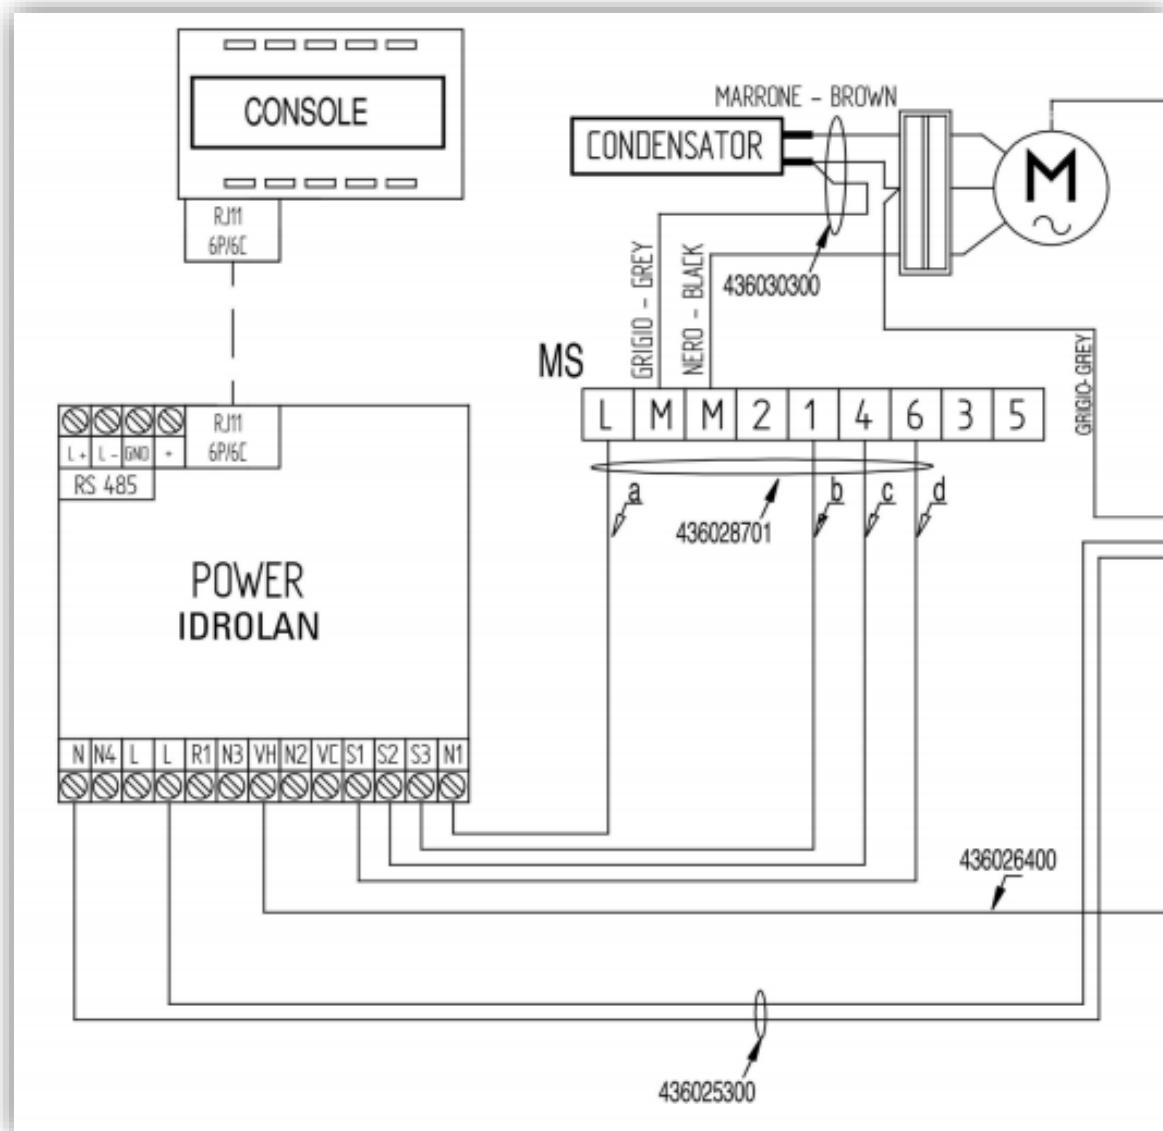 CONSOLE
RJ11
6P/6C
MARRONE - BROWN
CONDENSATOR
M
436030300
GRIGIO - GREY
NERO - BLACK
GRIGIO-GREY
MS
L M M 2 1 4 6 3 5
a b c d
436028701
RJ11
6P/6C
L+ L- GND +
RS 485
POWER
IDROLAN
N N4 L L R1 N3 VH N2 VC S1 S2 S3 N1
436026400
436025300